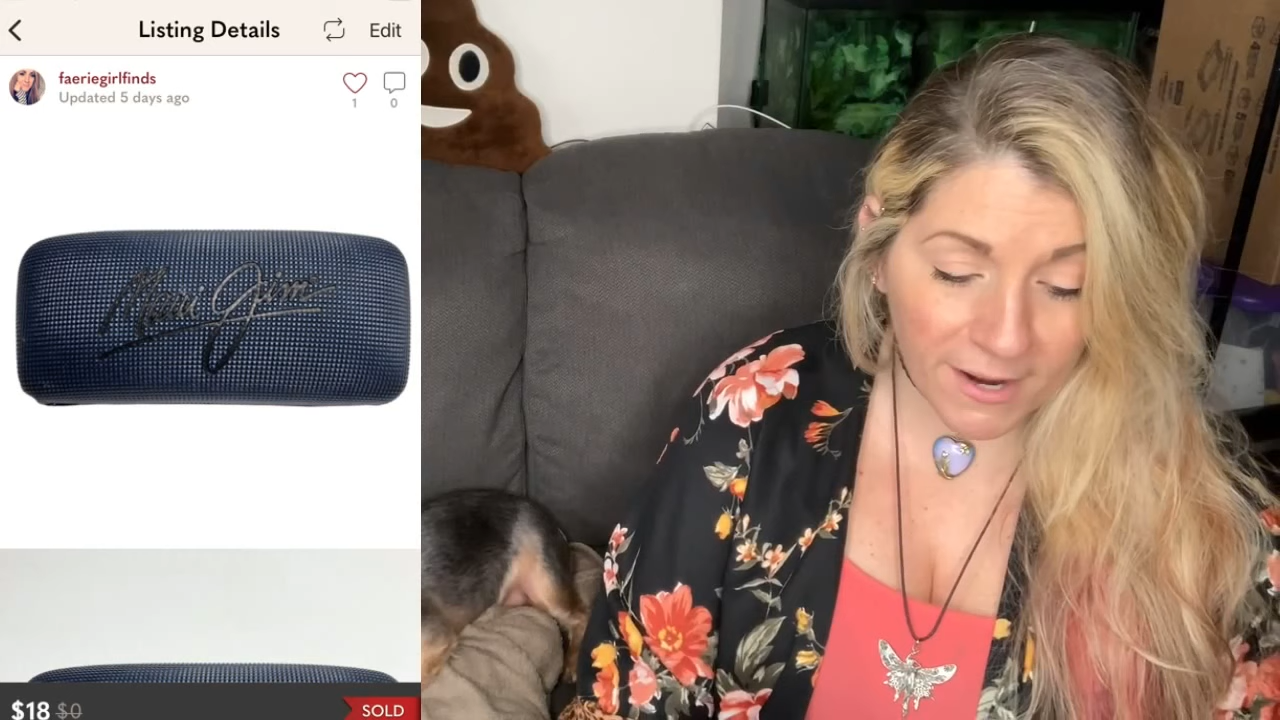 Listing Details
Edit
faeriegirlfinds
Updated 5 days ago
1
0
Maui Jim
$18 $0
SOLD